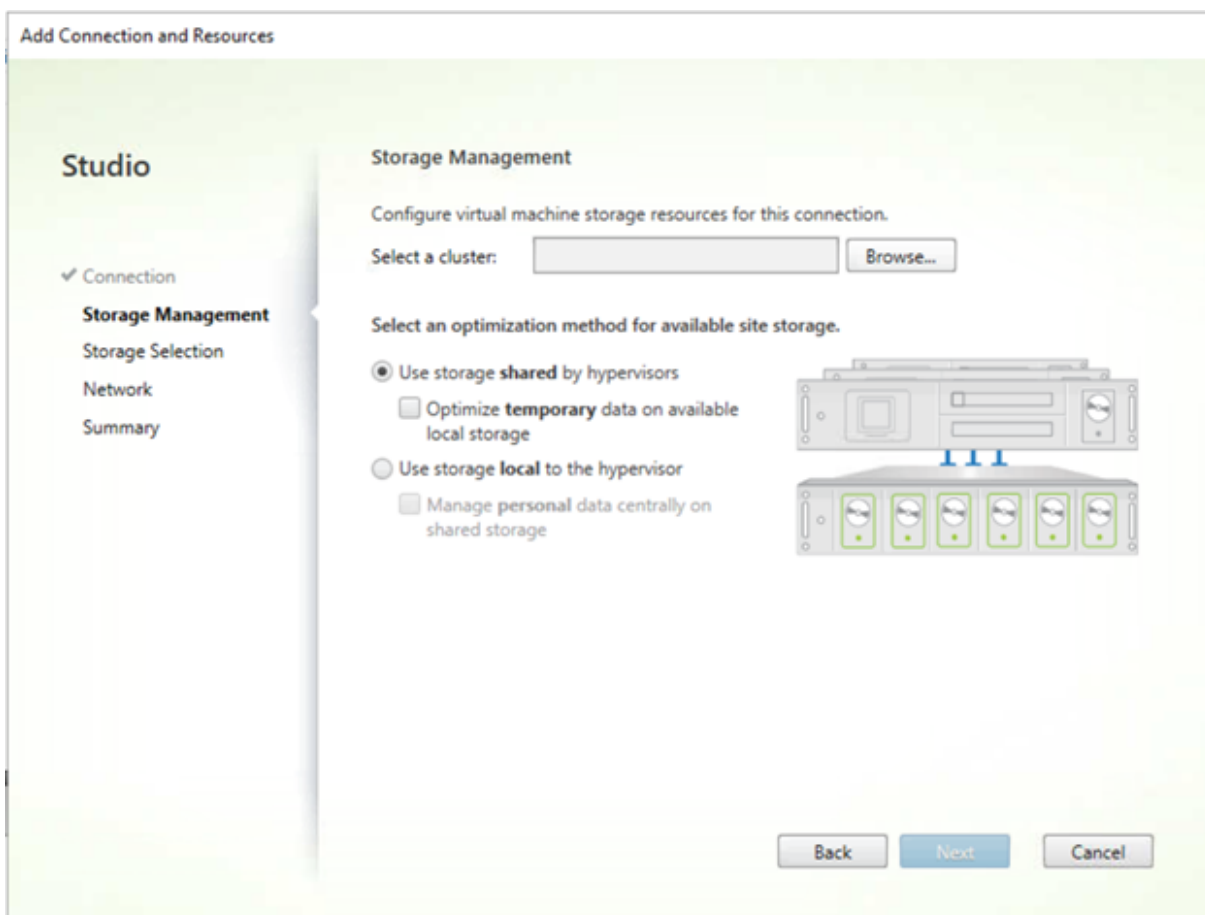 Add Connection and Resources
Studio
Connection
Storage Management
Storage Selection
Network
Summary
Storage Management
Configure virtual machine storage resources for this connection.
Select a cluster:
Browse...
Select an optimization method for available site storage.
Use storage shared by hypervisors
Optimize temporary data on available
local storage
Use storage local to the hypervisor
Manage personal data centrally on
shared storage
Back
Next
Cancel